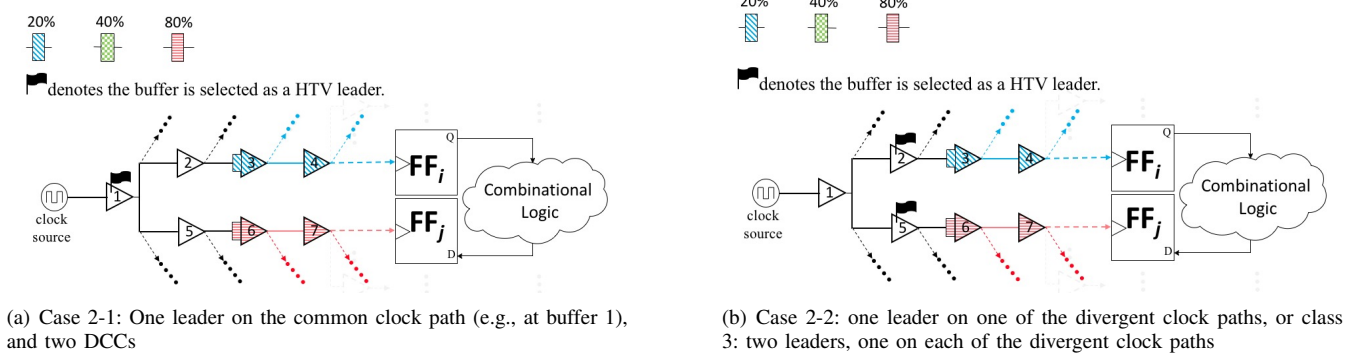 20% 40% 80%
denotes the buffer is selected as a HTV leader.
1
2
3
4
5
6
7
clock
source
Q
FFi
FFj
D
Combinational
Logic
(a) Case 2-1: One leader on the common clock path (e.g., at buffer 1),
and two DCCs
20% 40% 80%
denotes the buffer is selected as a HTV leader.
1
2
3
4
5
6
7
clock
source
Q
FFi
FFj
D
Combinational
Logic
(b) Case 2-2: one leader on one of the divergent clock paths, or class
3: two leaders, one on each of the divergent clock paths